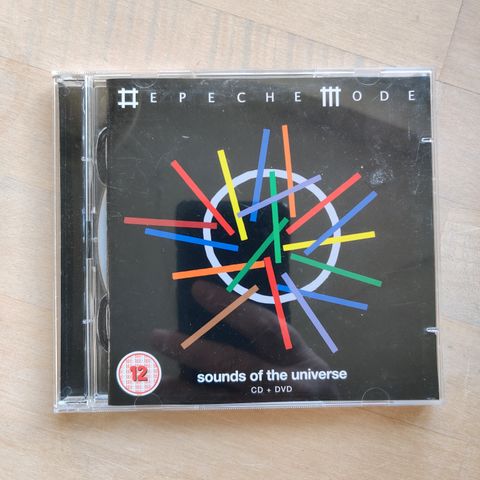 DEPECHE MODE
12
sounds of the universe
CD + DVD